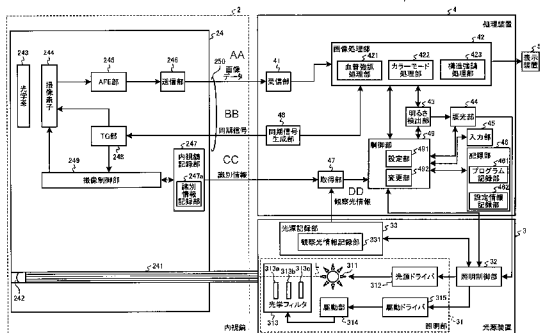 2
4
24
処理装置
243
244
245
246
AA
250
42
5
画像処理部
421
422
423
血管強調
処理部
カラーモード
処理部
構造強調
処理部
表示
装置
光学系
撮像素子
AFE部
送信部
画像
データ
41
受信部
BB
43
44
明るさ
検出部
調光部
48
TG部
248
同期信号
同期信号
生成部
49
45
入力部
制御部
46
記録部
247
内視鏡
記録部
CC
491
設定部
461
プログラム
記録部
249
撮像制御部
247a
識別情
報記録部
識別情報
47
取得部
DD
492
変更部
462
設定情報
記録部
観察光情報
33
3
光源記録部
331
観察光情報記録部
241
242
313a
313b
313c
311
光源ドライバ
312
32
照明制御部
光学フィルタ
313
駆動部
314
駆動ドライバ
315
31
照明部
内視鏡
光源装置